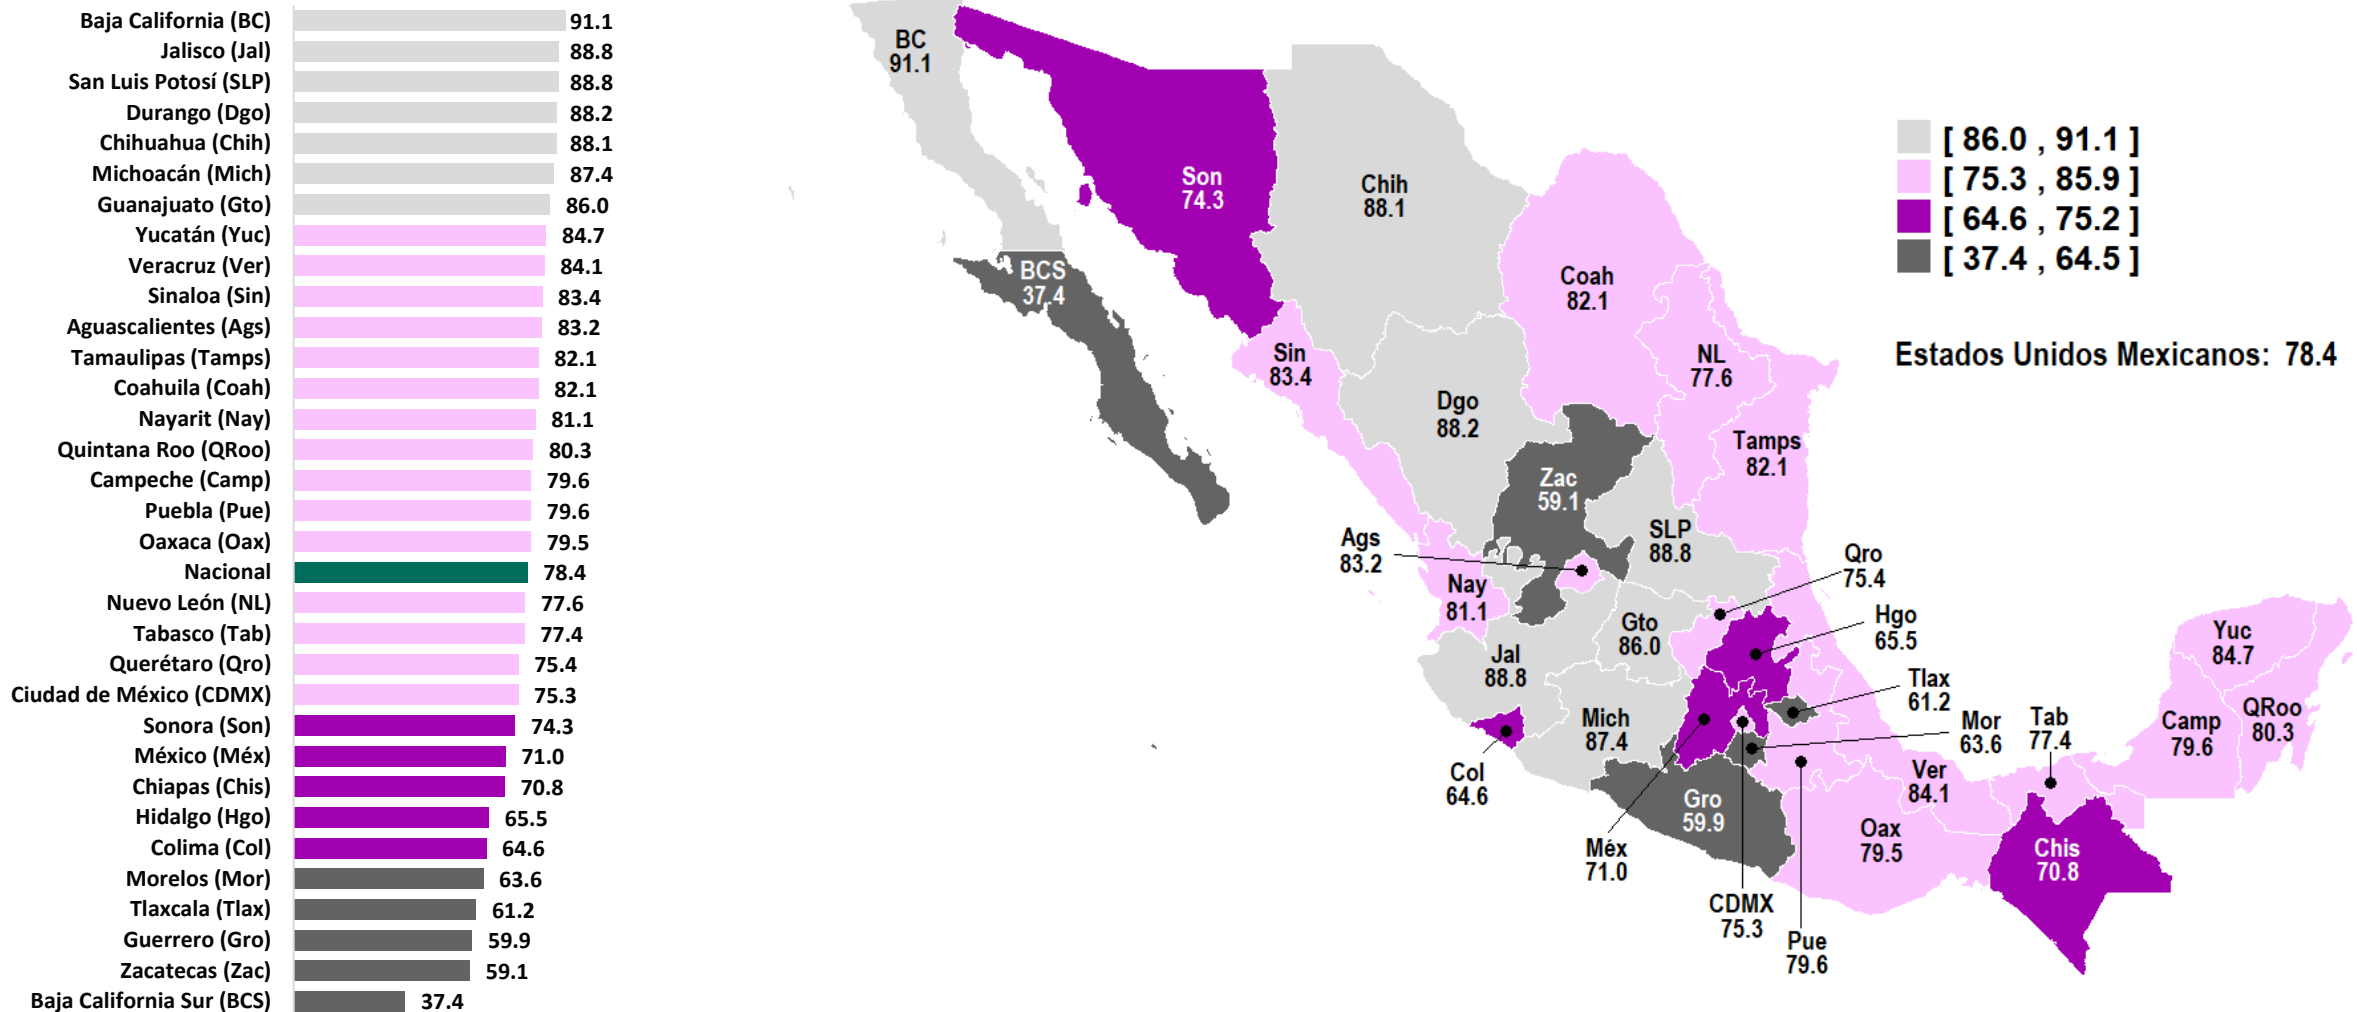 Baja California (BC) 91.1
Jalisco (Jal) 88.8
San Luis Potosí (SLP) 88.8
Durango (Dgo) 88.2
Chihuahua (Chih) 88.1
Michoacán (Mich) 87.4
Guanajuato (Gto) 86.0
Yucatán (Yuc) 84.7
Veracruz (Ver) 84.1
Sinaloa (Sin) 83.4
Aguascalientes (Ags) 83.2
Tamaulipas (Tamps) 82.1
Coahuila (Coah) 82.1
Nayarit (Nay) 81.1
Quintana Roo (QRoo) 80.3
Campeche (Camp) 79.6
Puebla (Pue) 79.6
Oaxaca (Oax) 79.5
Nacional 78.4
Nuevo León (NL) 77.6
Tabasco (Tab) 77.4
Querétaro (Qro) 75.4
Ciudad de México (CDMX) 75.3
Sonora (Son) 74.3
México (Méx) 71.0
Chiapas (Chis) 70.8
Hidalgo (Hgo) 65.5
Colima (Col) 64.6
Morelos (Mor) 63.6
Tlaxcala (Tlax) 61.2
Guerrero (Gro) 59.9
Zacatecas (Zac) 59.1
Baja California Sur (BCS) 37.4
BC
91.1
Son
74.3
Chih
88.1
BCS
37.4
Coah
82.1
Sin
83.4
NL
77.6
Dgo
88.2
Tamps
82.1
Zac
59.1
Ags
83.2
SLP
88.8
Nay
81.1
Qro
75.4
Gto
86.0
Hgo
65.5
Jal
88.8
Tlax
61.2
Mich
87.4
Mor
63.6
Tab
77.4
Yuc
84.7
Camp
79.6
QRoo
80.3
Col
64.6
Ver
84.1
Gro
59.9
Méx
71.0
Oax
79.5
Chis
70.8
CDMX
75.3
Pue
79.6
[ 86.0 , 91.1 ]
[ 75.3 , 85.9 ]
[ 64.6 , 75.2 ]
[ 37.4 , 64.5 ]
Estados Unidos Mexicanos: 78.4